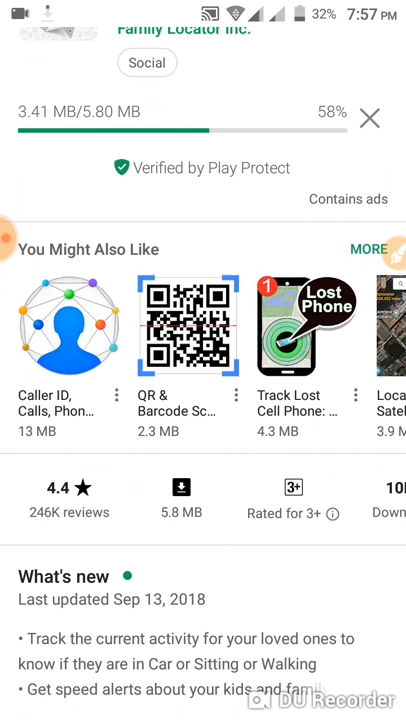 32% 7:57 PM
Family Locator Inc.
Social
3.41 MB/5.80 MB 58%
Verified by Play Protect
Contains ads
You Might Also Like MORE
1 Lost Phone
Caller ID, Calls, Phon...
13 MB
QR & Barcode Sc...
2.3 MB
Track Lost Cell Phone: ...
4.3 MB
Loca
Satel
3.9 M
4.4 ★
246K reviews
5.8 MB
3+
Rated for 3+
10
Down
What's new
Last updated Sep 13, 2018
• Track the current activity for your loved ones to
know if they are in Car or Sitting or Walking
• Get speed alerts about your kids and famil
DU Recorder